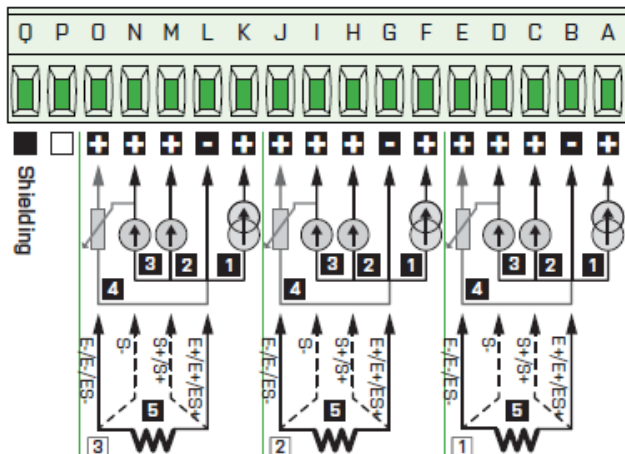 Q P O N M L K J I H G F E D C B A
+ + + - + + + + - + + + + - +
Shielding
3 2 1 3 2 1 3 2 1
4 4 4
E-/E-/ES- S- S+/S+ E+/E+/ES+ E-/E-/ES- S- S+/S+ E+/E+/ES+ E-/E-/ES- S- S+/S+ E+/E+/ES+
5 5 5
3 2 1